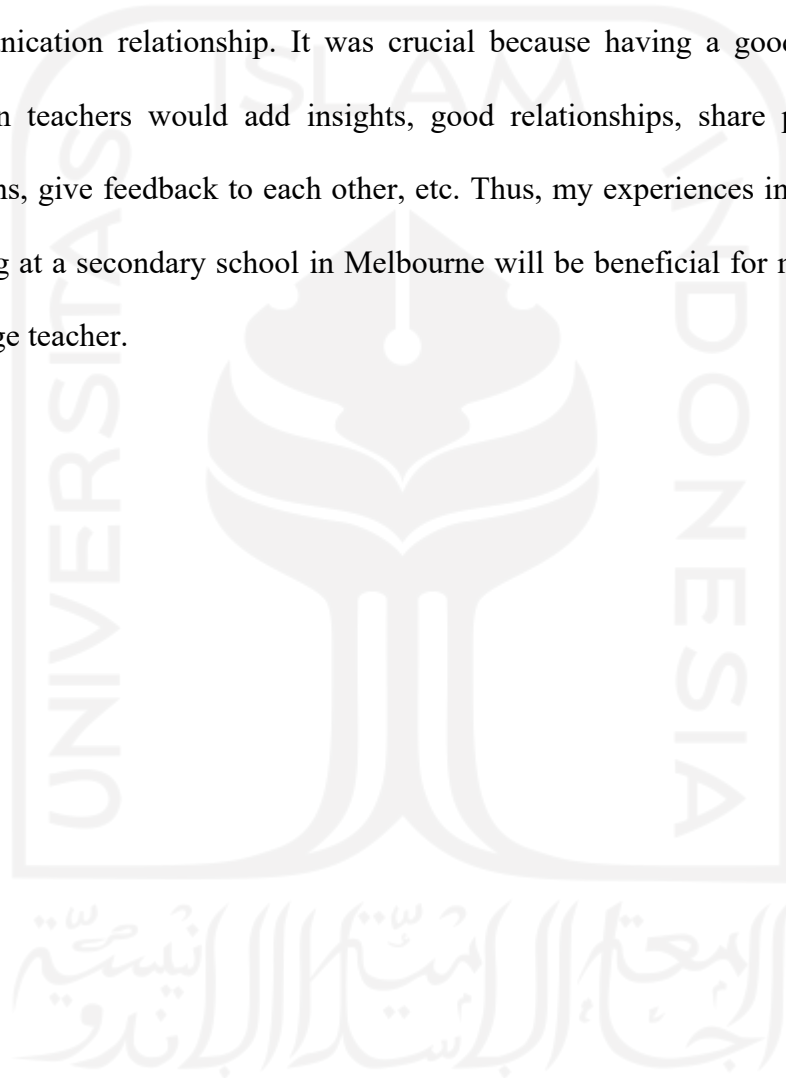 nication relationship. It was crucial because having a good
n teachers would add insights, good relationships, share p
ns, give feedback to each other, etc. Thus, my experiences in
g at a secondary school in Melbourne will be beneficial for
ge teacher.
ISLAM
UNIVERSITAS
INDONESIA